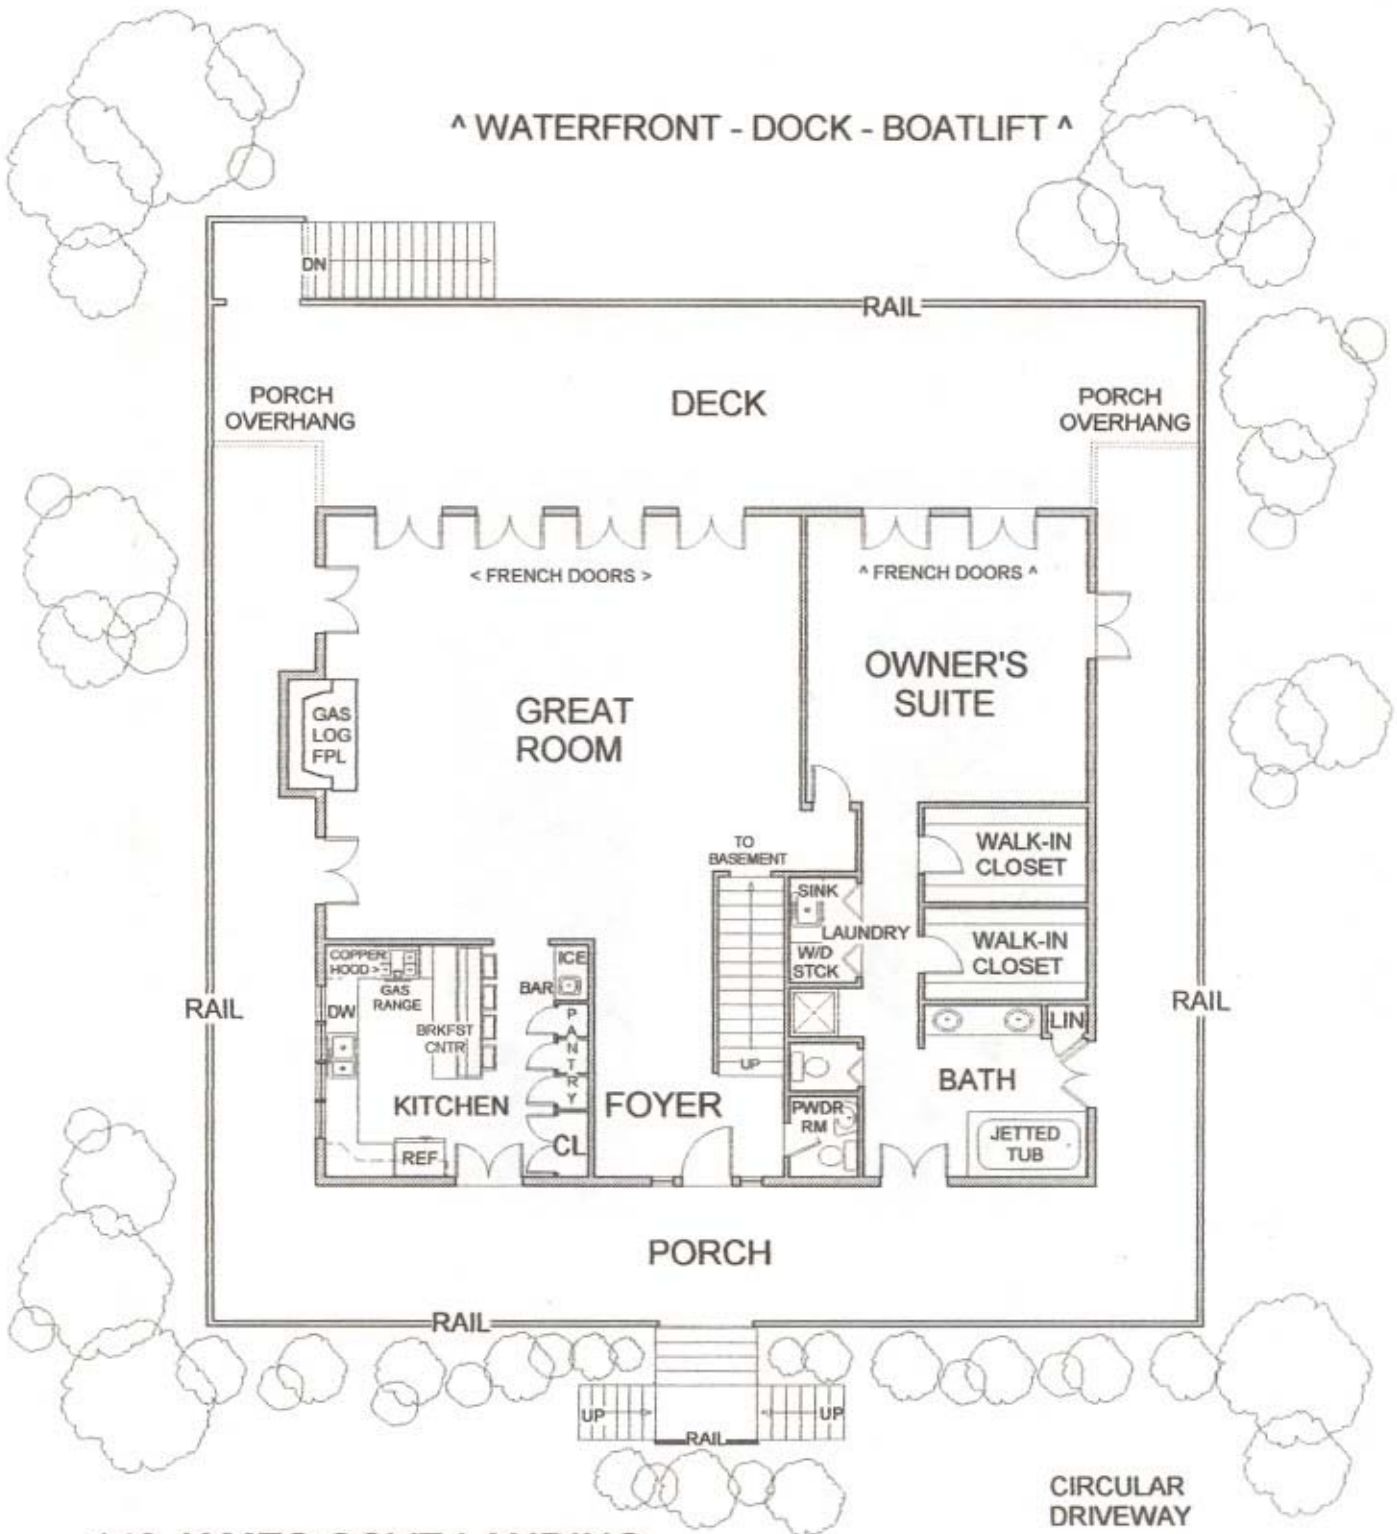 ^ WATERFRONT - DOCK - BOATLIFT ^
DN
RAIL
PORCH
OVERHANG
DECK
PORCH
OVERHANG
< FRENCH DOORS >
^ FRENCH DOORS ^
OWNER'S
SUITE
GREAT
ROOM
GAS
LOG
FPL
TO
BASEMENT
WALK-IN
CLOSET
SINK
LAUNDRY
W/D
STCK
WALK-IN
CLOSET
COPPER
HOOD >
GAS
RANGE
ICE
BAR
DW
BRKFST
CNTR
PANTRY
RAIL
RAIL
LIN
UP
BATH
KITCHEN
FOYER
PWDR
RM
CL
REF
JETTED
TUB
PORCH
RAIL
UP
UP
RAIL
CIRCULAR
DRIVEWAY